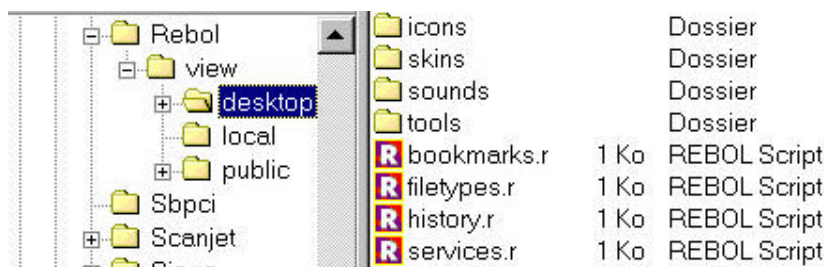 Rebol
view
desktop
local
public
Sbpci
Scanjet
icons Dossier
skins Dossier
sounds Dossier
tools Dossier
R bookmarks.r 1 Ko REBOL Script
R filetypes.r 1 Ko REBOL Script
R history.r 1 Ko REBOL Script
R services.r 1 Ko REBOL Script